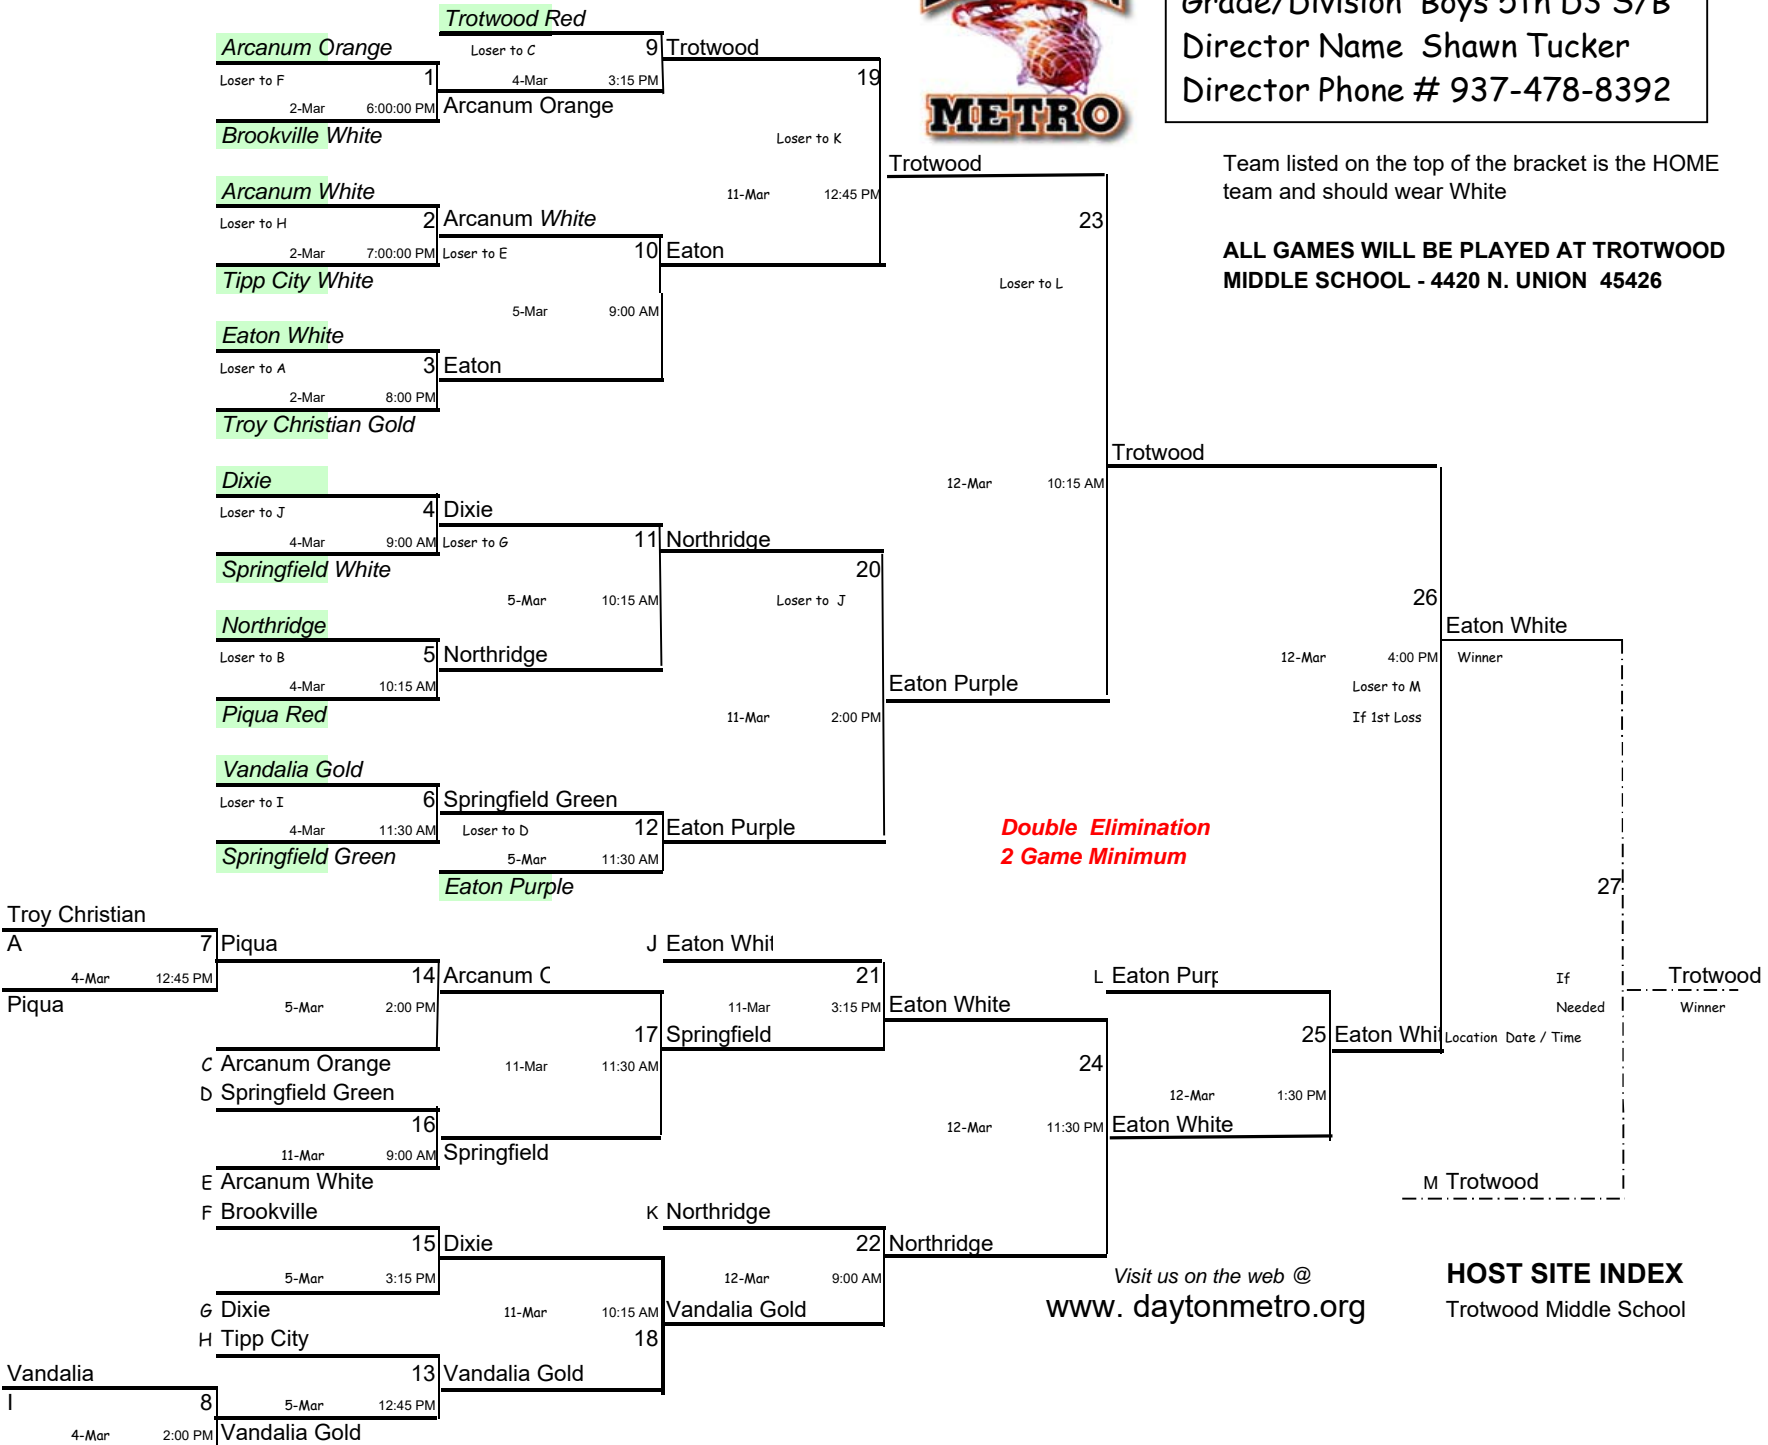 Trotwood Red
Grade/Division Boys 5th D3 S/B
Arcanum Orange
Loser to C
9
Trotwood
Director Name Shawn Tucker
Loser to F
1
4-Mar
3:15 PM
19
Director Phone # 937-478-8392
2-Mar
6:00:00 PM
Arcanum Orange
METRO
Brookville White
Loser to K
Trotwood
Team listed on the top of the bracket is the HOME
team and should wear White
Arcanum White
11-Mar
12:45 PM
Loser to H
2
Arcanum White
23
2-Mar
7:00:00 PM
Loser to E
10
Eaton
ALL GAMES WILL BE PLAYED AT TROTWOOD
MIDDLE SCHOOL - 4420 N. UNION 45426
Tipp City White
Loser to L
5-Mar
9:00 AM
Eaton White
Loser to A
3
Eaton
2-Mar
8:00 PM
Troy Christian Gold
Trotwood
Dixie
12-Mar
10:15 AM
Loser to J
4
Dixie
4-Mar
9:00 AM
Loser to G
11
Northridge
Springfield White
20
5-Mar
10:15 AM
Loser to J
26
Northridge
Eaton White
Loser to B
5
Northridge
12-Mar
4:00 PM
Winner
4-Mar
10:15 AM
Eaton Purple
Loser to M
Piqua Red
11-Mar
2:00 PM
If 1st Loss
Vandalia Gold
Loser to I
6
Springfield Green
4-Mar
11:30 AM
Loser to D
12
Eaton Purple
Double Elimination
Springfield Green
5-Mar
11:30 AM
2 Game Minimum
Eaton Purple
27
Troy Christian
A
7
Piqua
J
Eaton Whit
4-Mar
12:45 PM
14
Arcanum
21
L
Eaton Purp
If
Trotwood
Piqua
5-Mar
2:00 PM
11-Mar
3:15 PM
Eaton White
Needed
Winner
17
Springfield
25
Eaton Whit
Location Date / Time
C
Arcanum Orange
11-Mar
11:30 AM
24
D
Springfield Green
12-Mar
1:30 PM
16
12-Mar
11:30 PM
Eaton White
11-Mar
9:00 AM
Springfield
E
Arcanum White
M
Trotwood
F
Brookville
K
Northridge
15
Dixie
22
Northridge
5-Mar
3:15 PM
12-Mar
9:00 AM
Visit us on the web @
HOST SITE INDEX
G
Dixie
11-Mar
10:15 AM
Vandalia Gold
www. daytonmetro.org
Trotwood Middle School
H
Tipp City
18
Vandalia
13
Vandalia Gold
I
8
5-Mar
12:45 PM
4-Mar
2:00 PM
Vandalia Gold